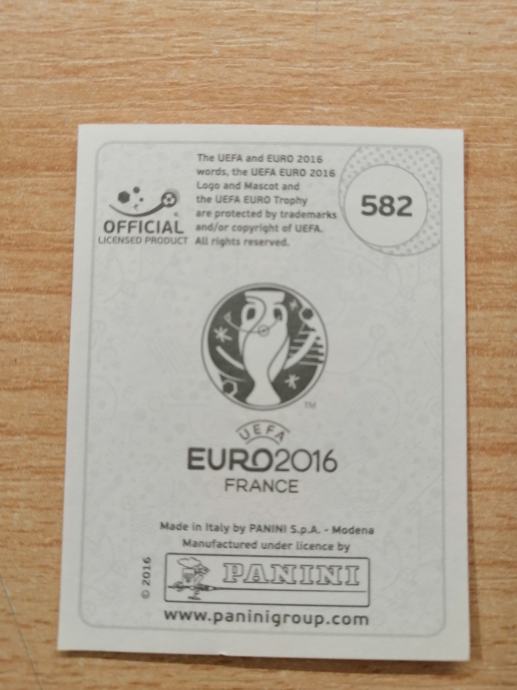 The UEFA and EURO 2016
words, the UEFA EURO 2016
Logo and Mascot and
the UEFA EURO Trophy
are protected by trademarks
and/or copyright of UEFA.
All rights reserved.
OFFICIAL
LICENSED PRODUCT
582
TM
UEFA
EURO2016
FRANCE
Made in Italy by PANINI S.p.A. - Modena
Manufactured under licence by
© 2016
PANINI
www.paninigroup.com